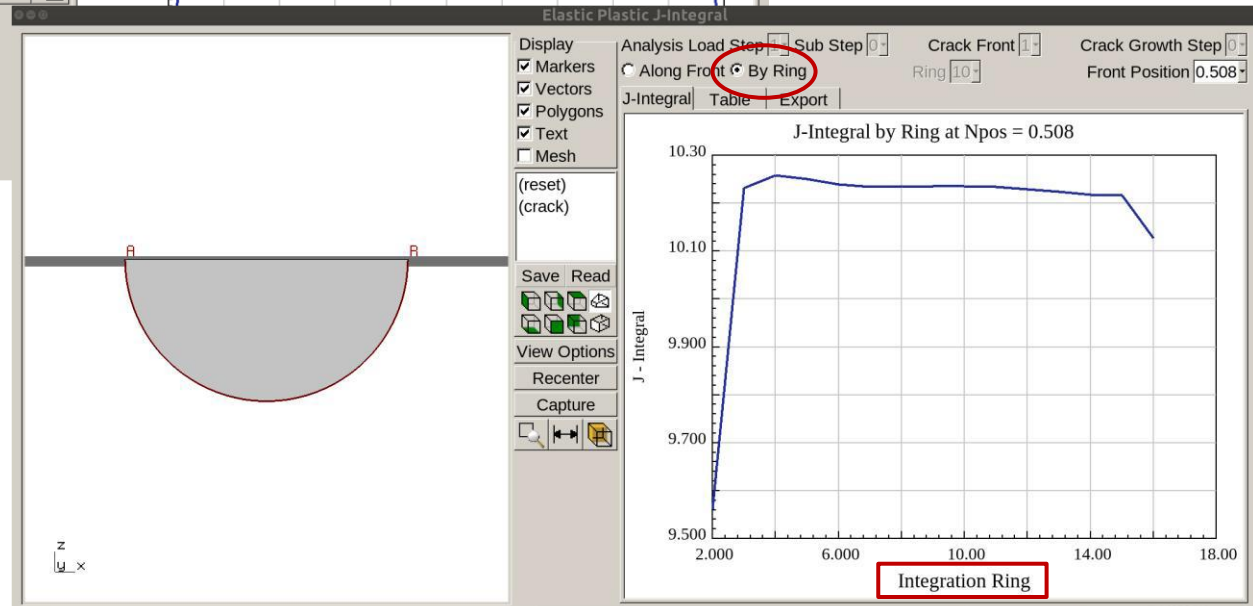 Elastic Plastic J-Integral
Display
Markers
Vectors
Polygons
Text
Mesh
(reset)
(crack)
Save Read
View Options
Recenter
Capture
A
z
y x
Analysis Load Step 1 Sub Step 0 Crack Front 1 Crack Growth Step 0
Along Front By Ring Ring 10 Front Position 0.508
J-Integral Table Export
J-Integral by Ring at Npos = 0.508
10.30
10.10
9.900
9.700
9.500
J - Integral
2.000 6.000 10.00 14.00 18.00
Integration Ring